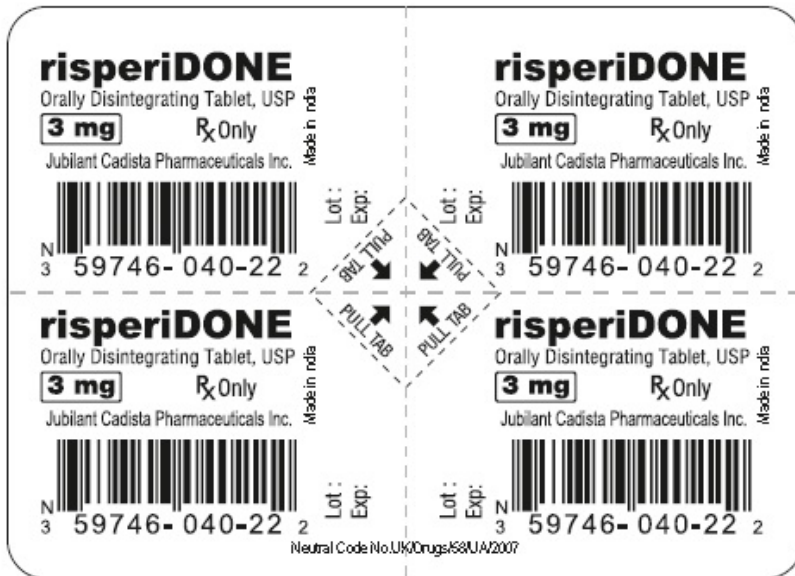 risperiDONE
Orally Disintegrating Tablet, USP
3 mg
Rx Only
Jubilant Cadista Pharmaceuticals Inc.
Made in India
Lot :
Exp:
N
3 59746-040-22 2
PULL TAB
risperiDONE
Orally Disintegrating Tablet, USP
3 mg
Rx Only
Jubilant Cadista Pharmaceuticals Inc.
Made in India
Lot :
Exp:
N
3 59746-040-22 2
PULL TAB
risperiDONE
Orally Disintegrating Tablet, USP
3 mg
Rx Only
Jubilant Cadista Pharmaceuticals Inc.
Made in India
Lot :
Exp:
N
3 59746-040-22 2
PULL TAB
risperiDONE
Orally Disintegrating Tablet, USP
3 mg
Rx Only
Jubilant Cadista Pharmaceuticals Inc.
Made in India
Lot :
Exp:
N
3 59746-040-22 2
PULL TAB
Neutral Code No.UK/Drugs/58/UA/2007